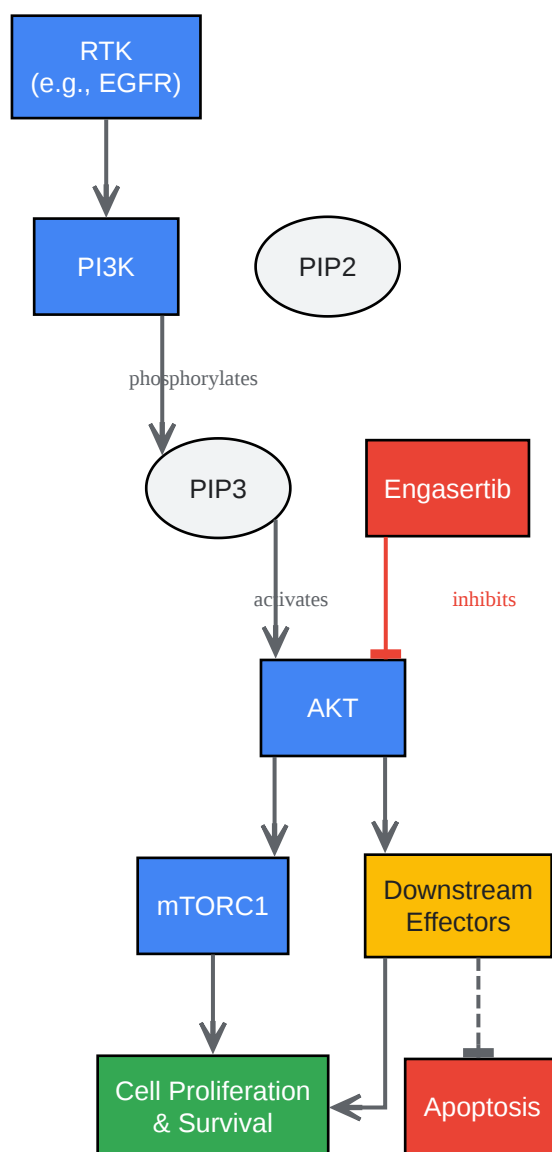 RTK
(e.g., EGFR)
PI3K
PIP2
phosphorylates
PIP3
Engasertib
activates
inhibits
AKT
mTORC1
Downstream
Effectors
Cell Proliferation
& Survival
Apoptosis